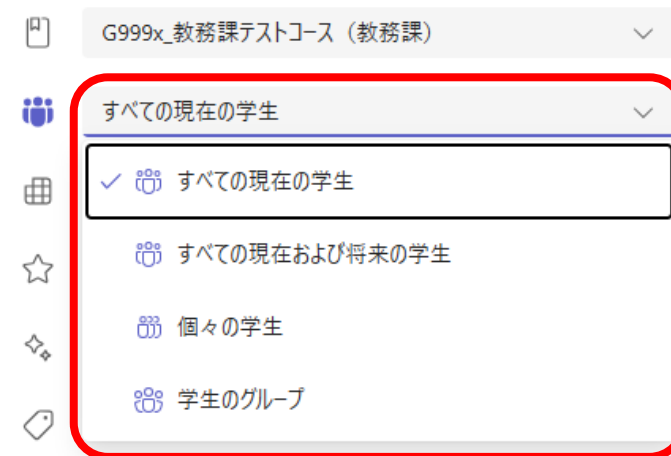 G999x_教務課テストコース（教務課）
すべての現在の学生
すべての現在の学生
すべての現在および将来の学生
個々の学生
学生のグループ